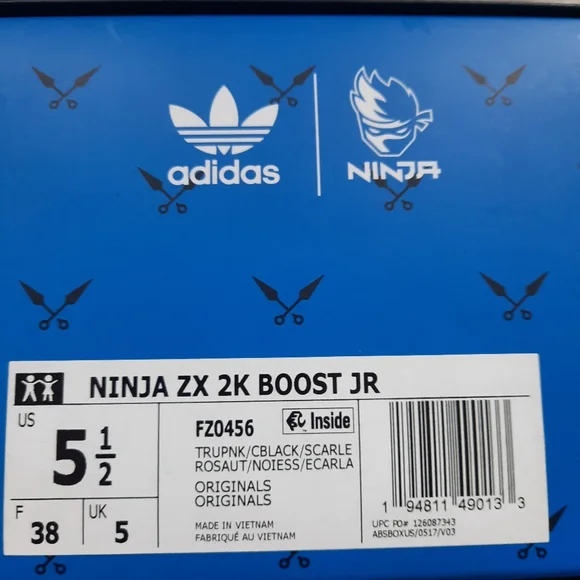 adidas
NINJA
NINJA ZX 2K BOOST JR
US
5 1/2
F
38
UK
5
FZ0456
Inside
TRUPNK/CBLACK/SCARLE
ROSAUT/NOIESS/ECARLA
ORIGINALS
ORIGINALS
MADE IN VIETNAM
FABRIQUÉ AU VIETNAM
1 94811 49013 3
UPC PO# 126087343
ABSBOXUS/0517/V03